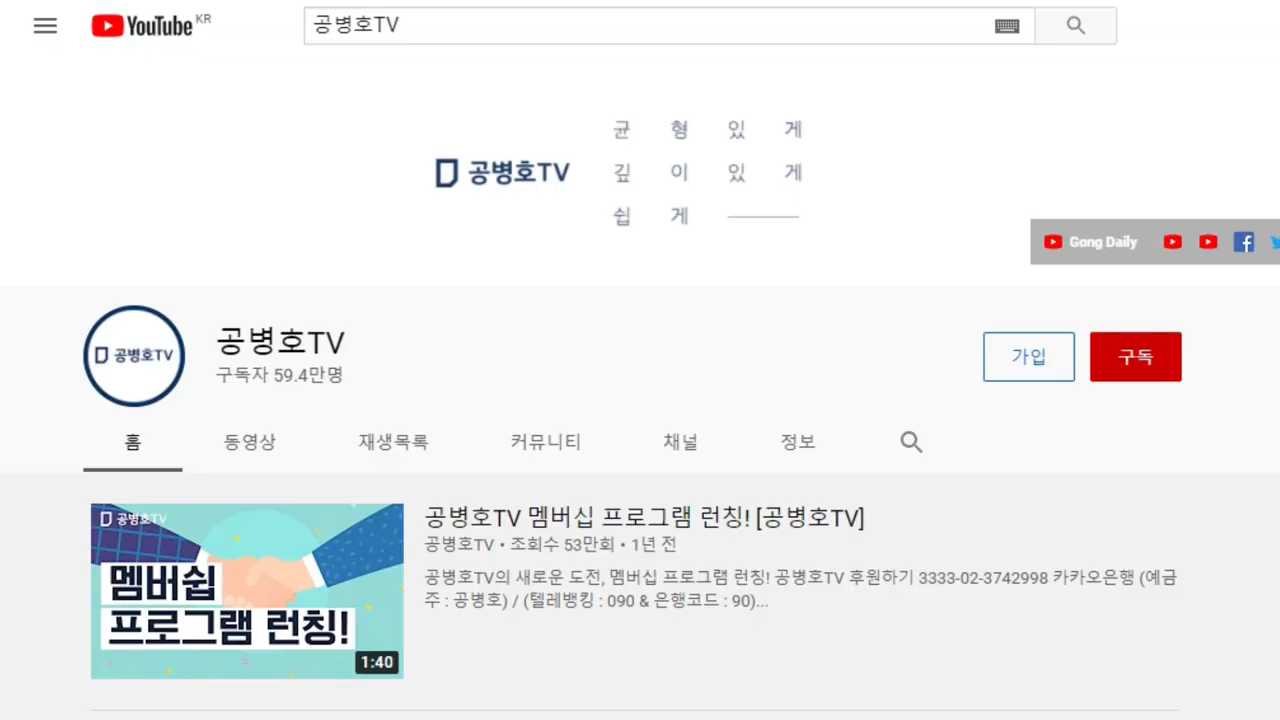 YouTube KR
공병호TV
균형있게
공병호TV
깊이있게
쉽게
Gong Daily
공병호TV
공병호TV
구독자 59.4만명
가입
구독
홈
동영상
재생목록
커뮤니티
채널
정보
공병호TV
멤버쉽
프로그램 런칭!
1:40
공병호TV 멤버십 프로그램 런칭! [공병호TV]
공병호TV • 조회수 53만회 • 1년 전
공병호TV의 새로운 도전, 멤버십 프로그램 런칭! 공병호TV 후원하기 3333-02-3742998 카카오은행 (예금
주 : 공병호) / (텔레뱅킹 : 090 & 은행코드 : 90)...